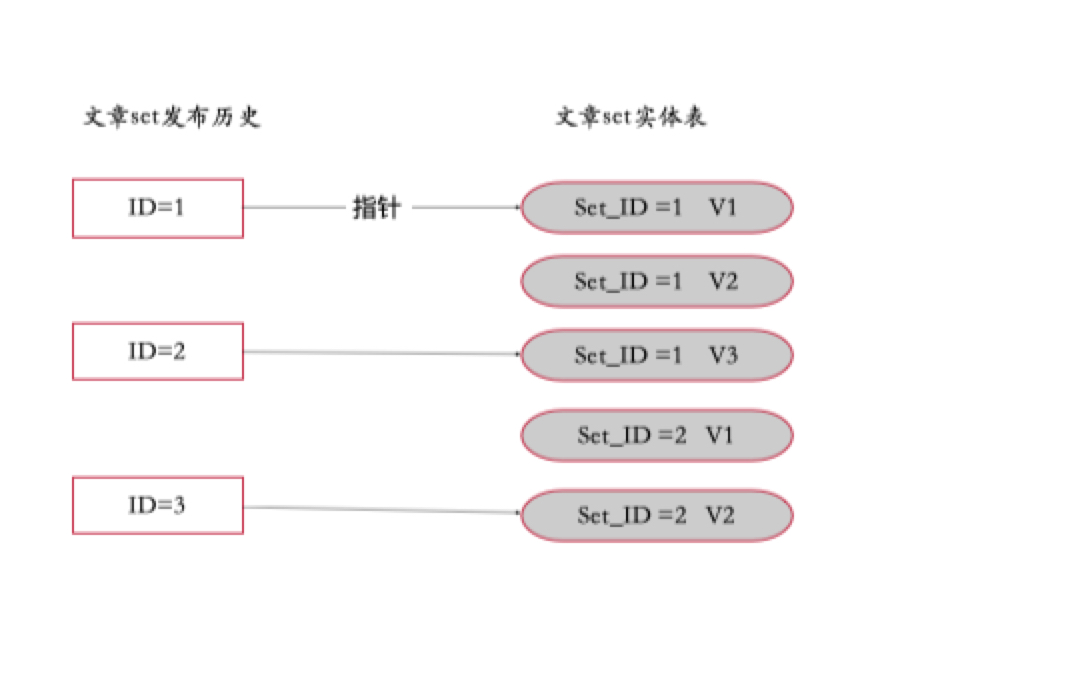 文章set发布历史
文章set实体表
ID=1
指针
Set_ID =1 V1
Set_ID =1 V2
ID=2
Set_ID =1 V3
Set_ID =2 V1
ID=3
Set_ID =2 V2